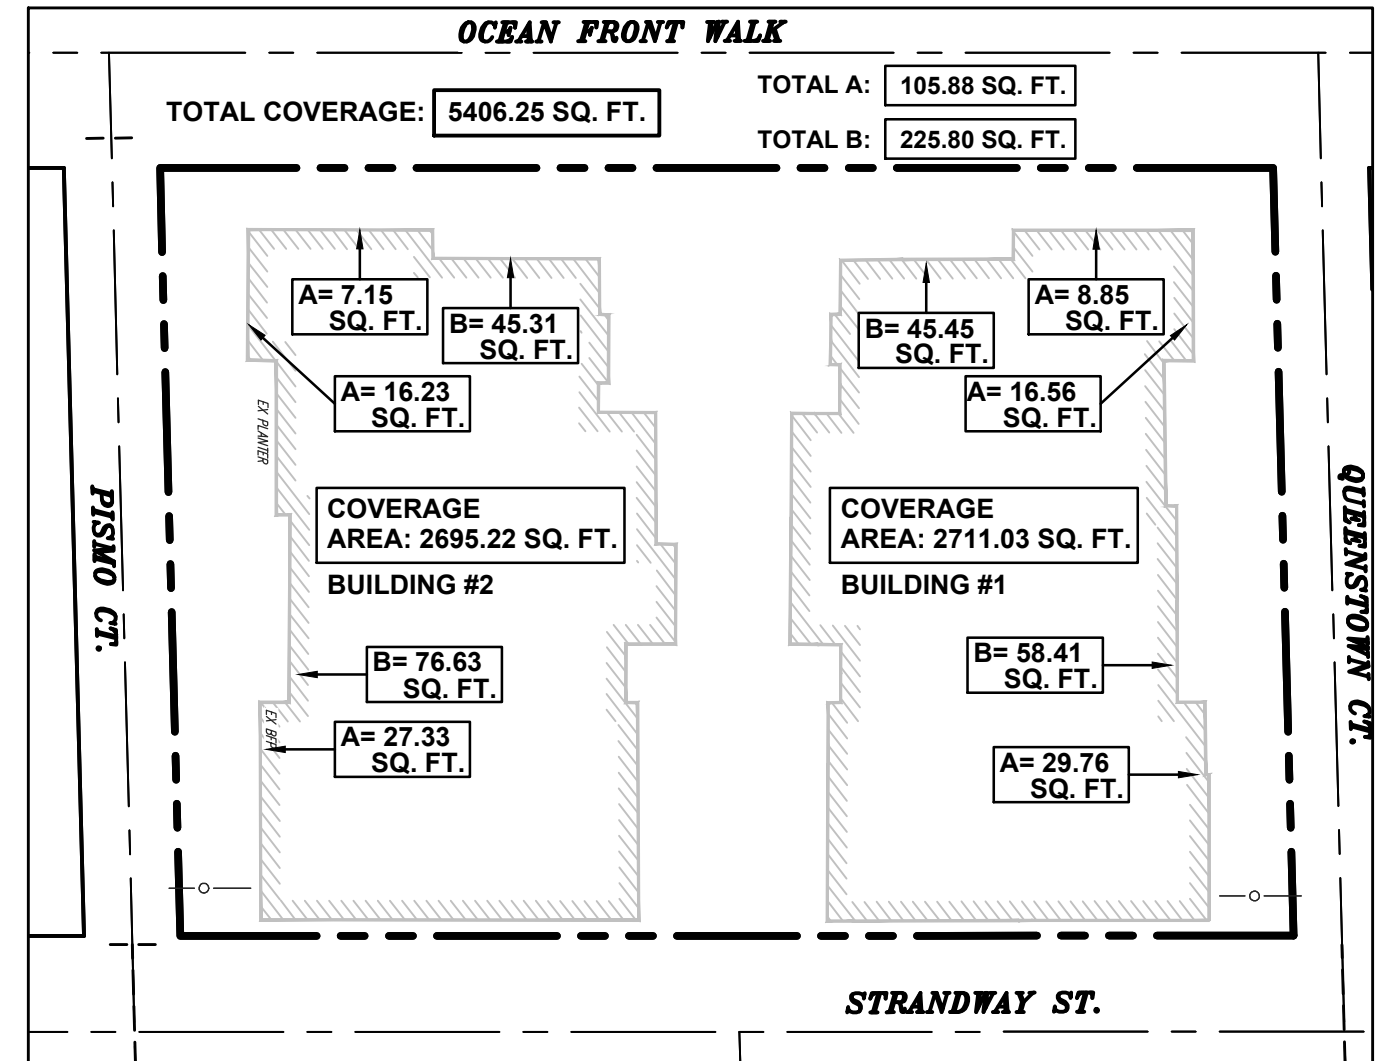 OCEAN FRONT WALK
TOTAL COVERAGE: 5406.25 SQ. FT.
TOTAL A: 105.88 SQ. FT.
TOTAL B: 225.80 SQ. FT.
A= 7.15
SQ. FT.
B= 45.31
SQ. FT.
A= 16.23
SQ. FT.
EX PLANTER
COVERAGE
AREA: 2695.22 SQ. FT.
BUILDING #2
B= 76.63
SQ. FT.
EX BFP
A= 27.33
SQ. FT.
A= 8.85
SQ. FT.
B= 45.45
SQ. FT.
A= 16.56
SQ. FT.
COVERAGE
AREA: 2711.03 SQ. FT.
BUILDING #1
B= 58.41
SQ. FT.
A= 29.76
SQ. FT.
PISMO CT.
QUEENSTOWN CT.
STRANDWAY ST.